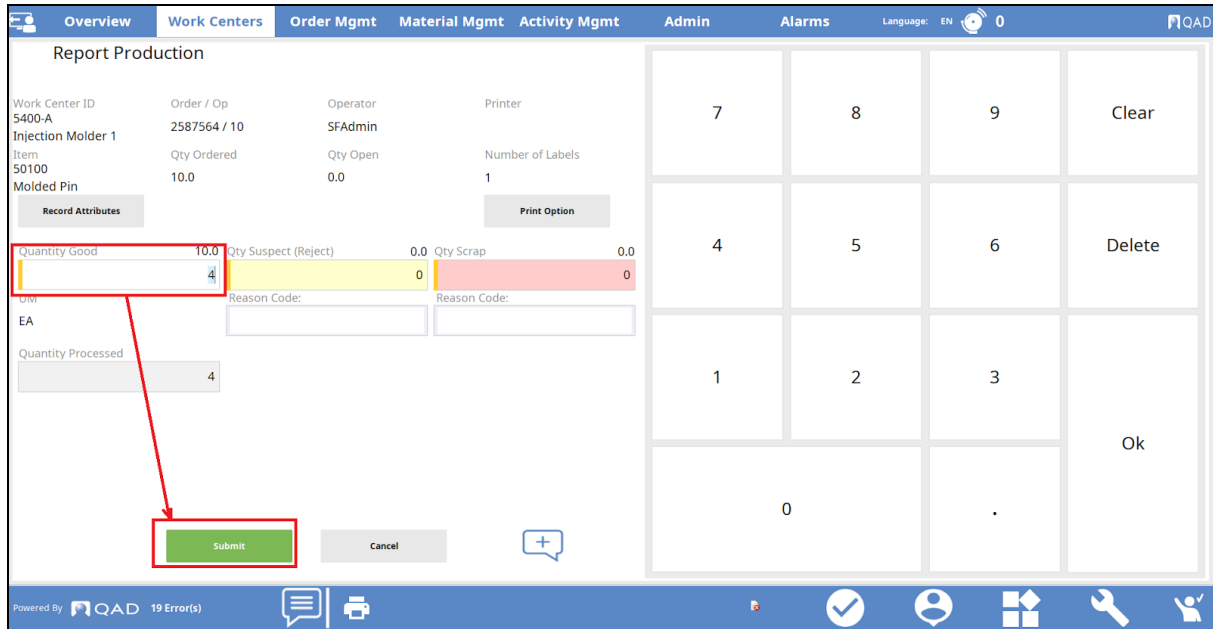 Overview Work Centers Order Mgmt Material Mgmt Activity Mgmt Admin Alarms Language: EN 0 QAD
Report Production
Work Center ID Order / Op Operator Printer
5400-A 2587564 / 10 SFAdmin
Injection Molder 1
Item Qty Ordered Qty Open Number of Labels
50100 10.0 0.0 1
Molded Pin
Record Attributes Print Option
Quantity Good 10.0 Qty Suspect (Reject) 0.0 Qty Scrap 0.0
4 0 0
UM Reason Code: Reason Code:
EA
Quantity Processed
4
Submit Cancel
7 8 9 Clear
4 5 6 Delete
1 2 3
Ok
0 .
Powered By QAD 19 Error(s)